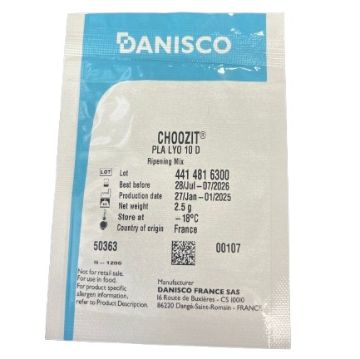 DANISCO
CHOOZIT®
PLA LYO 10 D
Ripening Mix
LOT Lot 441 481 6300
Best before 28/Jul-07/2026
Production date 27/Jan-01/2025
Net weight 2.5 g
Store at -18°C
Country of origin France
50363 00107
Not for retail sale.
For use in food.
For product specific
allergen information,
refer to Product Description.
Manufacturer
DANISCO FRANCE SAS
16 Route de Buxières - CS 10010
86220 Dangé-Saint-Romain - FRANCE